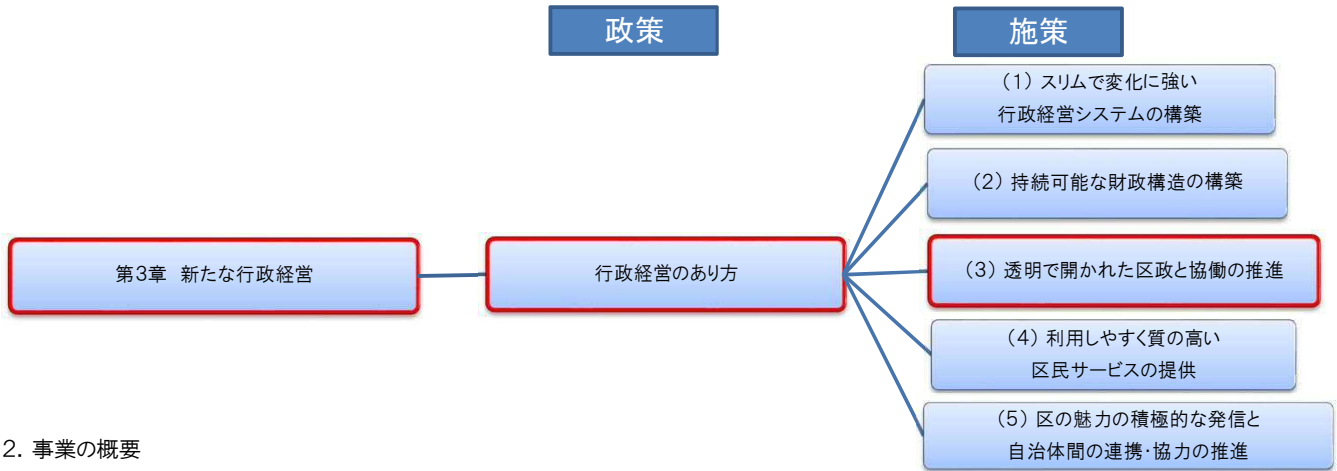 政策
施策
第3章 新たな行政経営
行政経営のあり方
（1）スリムで変化に強い
行政経営システムの構築
（2）持続可能な財政構造の構築
（3）透明で開かれた区政と協働の推進
（4）利用しやすく質の高い
区民サービスの提供
（5）区の魅力の積極的な発信と
自治体間の連携・協力の推進
2．事業の概要